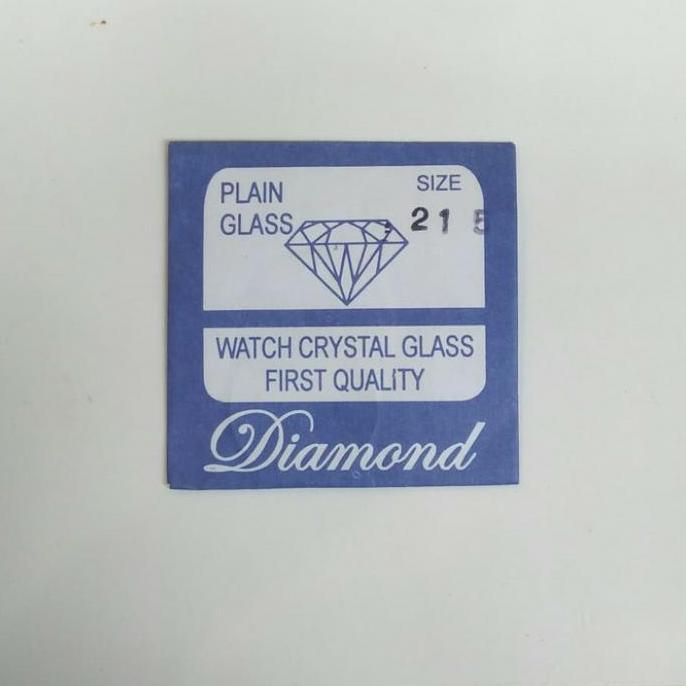 PLAIN
GLASS
SIZE
21 5
WATCH CRYSTAL GLASS
FIRST QUALITY
Diamond